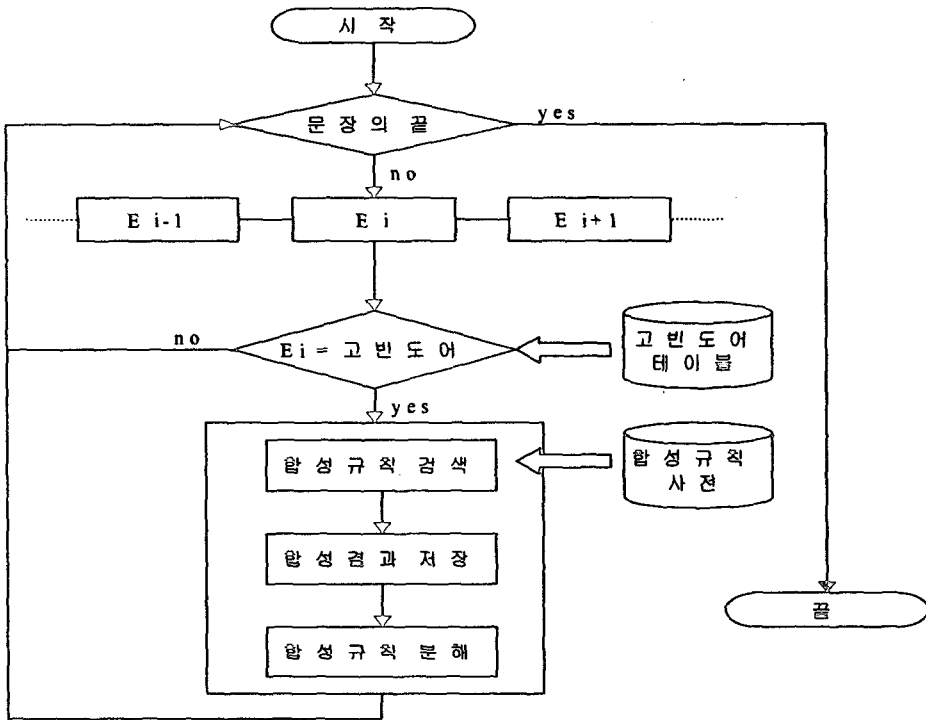 시 작
문 장 의 끝
yes
no
E i-1
E i
E i+1
no
Ei = 고 빈 도 어
고 빈 도 어
테 이 블
yes
합 성 규 칙 검 색
합 성 규 칙
사 전
합 성 결 과 저 장
합 성 규 칙 분 해
끝